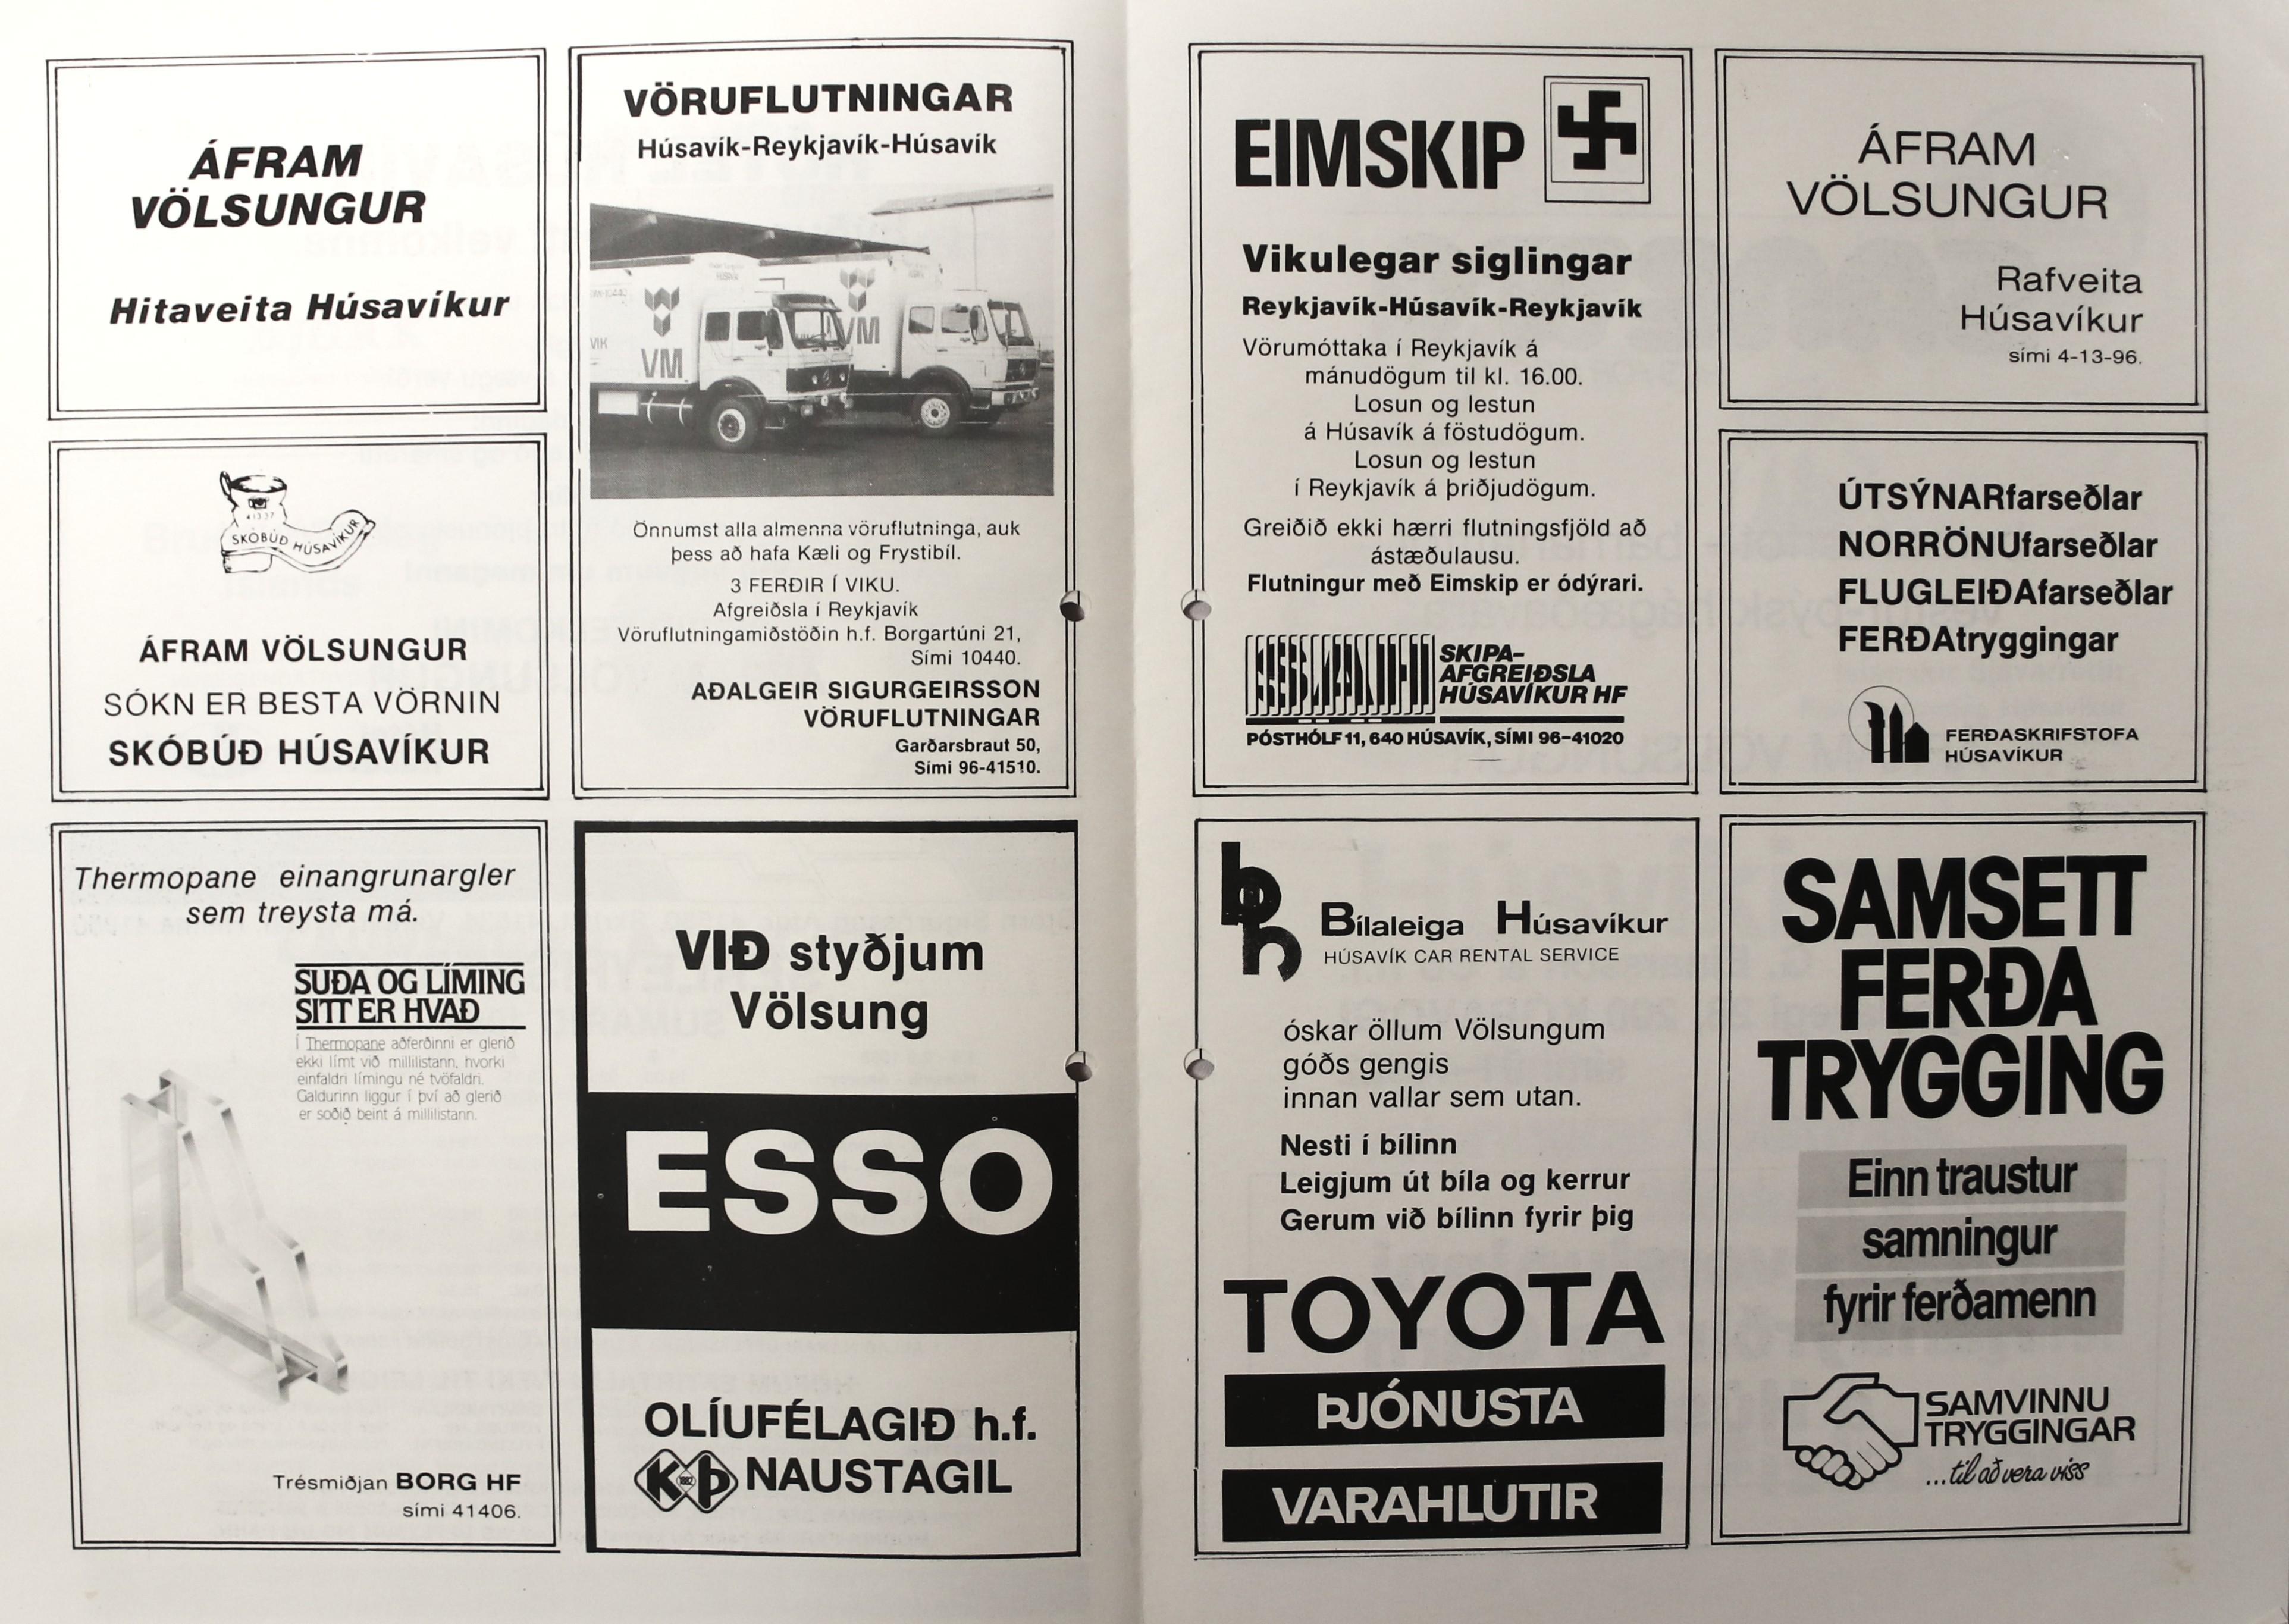 ÁFRAM
VÖLSUNGUR
Hitaveita Húsavíkur
41337
SKÓBÚÐ HÚSAVÍKUR
ÁFRAM VÖLSUNGUR
SÓKN ER BESTA VÖRNIN
SKÓBÚÐ HÚSAVÍKUR
Thermopane einangrunargler
sem treysta má.
SUÐA OG LÍMING
SITT ER HVAÐ
Í Thermopane aðferðinni er glerið
ekki límt við millilistann, hvorki
einfaldri límingu né tvöfaldri.
Galdurinn liggur í því að glerið
er soðið beint á millilistann.
Trésmiðjan BORG HF
sími 41406.
VÖRUFLUTNINGAR
Húsavík-Reykjavík-Húsavík
VM
VM
VIK
Önnumst alla almenna vöruflutninga, auk
þess að hafa Kæli og Frystibíl.
3 FERÐIR Í VIKU.
Afgreiðsla í Reykjavík
Vöruflutningamiðstöðin h.f. Borgartúni 21,
Sími 10440.
AÐALGEIR SIGURGEIRSSON
VÖRUFLUTNINGAR
Garðarsbraut 50,
Sími 96-41510.
VIÐ styðjum
Völsung
ESSO
OLÍUFÉLAGIÐ h.f.
K 1882 Þ NAUSTAGIL
EIMSKIP
Vikulegar siglingar
Reykjavík-Húsavík-Reykjavík
Vörumóttaka í Reykjavík á
mánudögum til kl. 16.00.
Losun og lestun
á Húsavík á föstudögum.
Losun og lestun
í Reykjavík á þriðjudögum.
Greiðið ekki hærri flutningsfjöld að
ástæðulausu.
Flutningur með Eimskip er ódýrari.
SKIPA-
AFGREIÐSLA
HÚSAVÍKUR HF
PÓSTHÓLF 11, 640 HÚSAVÍK, SÍMI 96-41020
bh
Bílaleiga Húsavíkur
HÚSAVÍK CAR RENTAL SERVICE
óskar öllum Völsungum
góðs gengis
innan vallar sem utan.
Nesti í bílinn
Leigjum út bíla og kerrur
Gerum við bílinn fyrir þig
TOYOTA
ÞJÓNUSTA
VARAHLUTIR
ÁFRAM
VÖLSUNGUR
Rafveita
Húsavíkur
sími 4-13-96.
ÚTSÝNARfarseðlar
NORRÖNUfarseðlar
FLUGLEIÐAfarseðlar
FERÐAtryggingar
FERÐASKRIFSTOFA
HÚSAVÍKUR
SAMSETT
FERÐA
TRYGGING
Einn traustur
samningur
fyrir ferðamenn
SAMVINNU
TRYGGINGAR
...til að vera viss